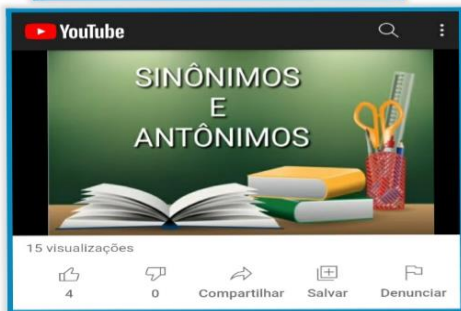 YouTube
SINÔNIMOS
E
ANTÔNIMOS
15 visualizações
4
0
Compartilhar
Salvar
Denunciar